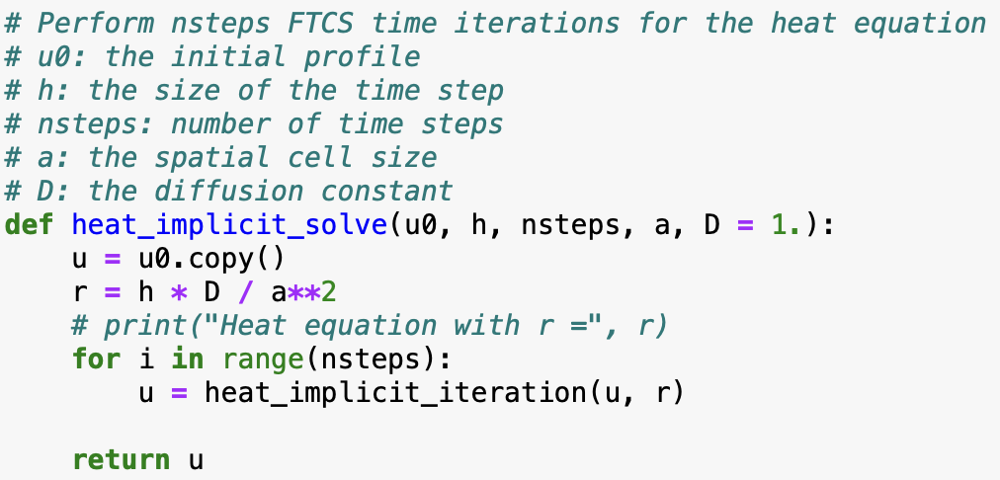 # Perform nsteps FTCS time iterations for the heat equation
# u0: the initial profile
# h: the size of the time step
# nsteps: number of time steps
# a: the spatial cell size
# D: the diffusion constant
def heat_implicit_solve(u0, h, nsteps, a, D = 1.):
    u = u0.copy()
    r = h * D / a**2
    # print("Heat equation with r =", r)
    for i in range(nsteps):
        u = heat_implicit_iteration(u, r)
    return u